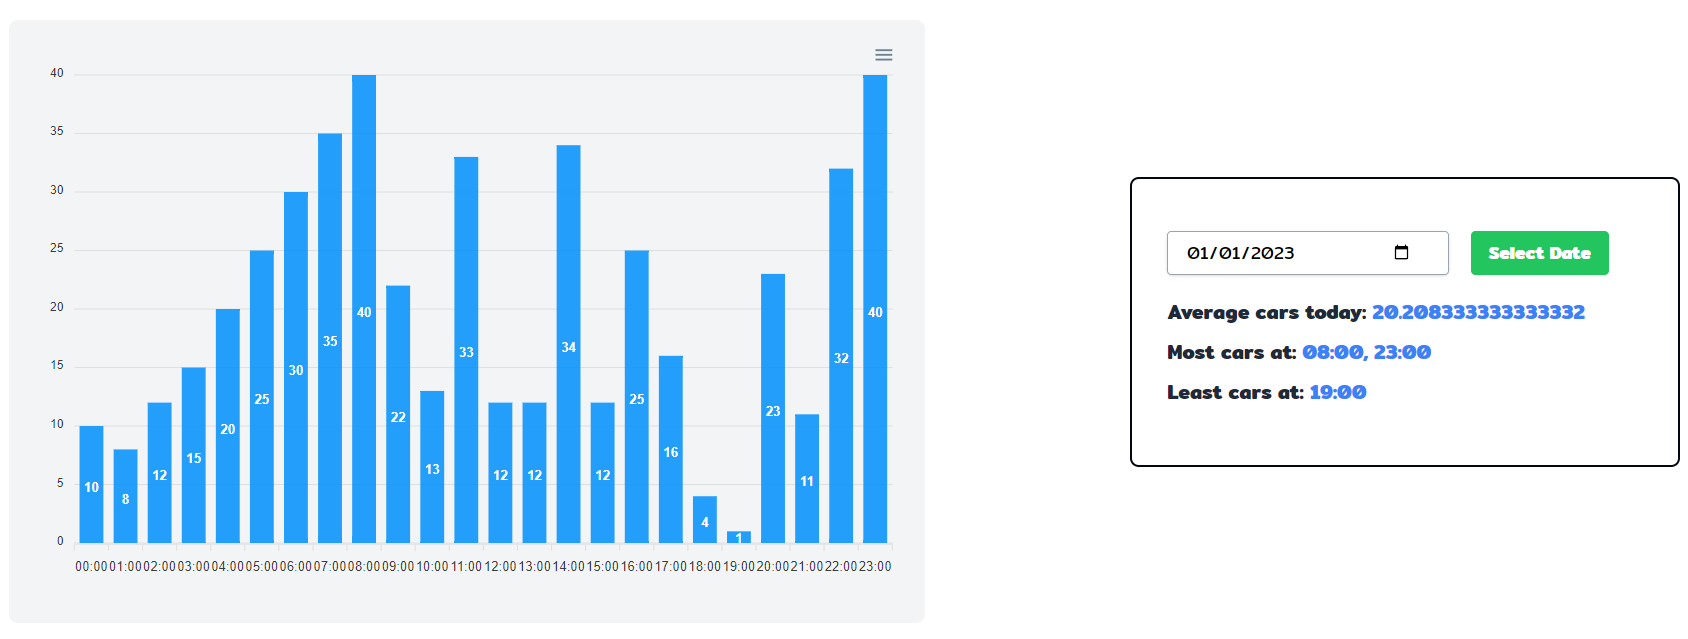 40
35
30
25
20
15
10
5
0
10 8 12 15 20 25 30 35 40 22 13 33 12 12 34 12 25 16 4 1 23 11 32 40
00:00 01:00 02:00 03:00 04:00 05:00 06:00 07:00 08:00 09:00 10:00 11:00 12:00 13:00 14:00 15:00 16:00 17:00 18:00 19:00 20:00 21:00 22:00 23:00
01/01/2023 Select Date
Average cars today: 20.208333333333332
Most cars at: 08:00, 23:00
Least cars at: 19:00